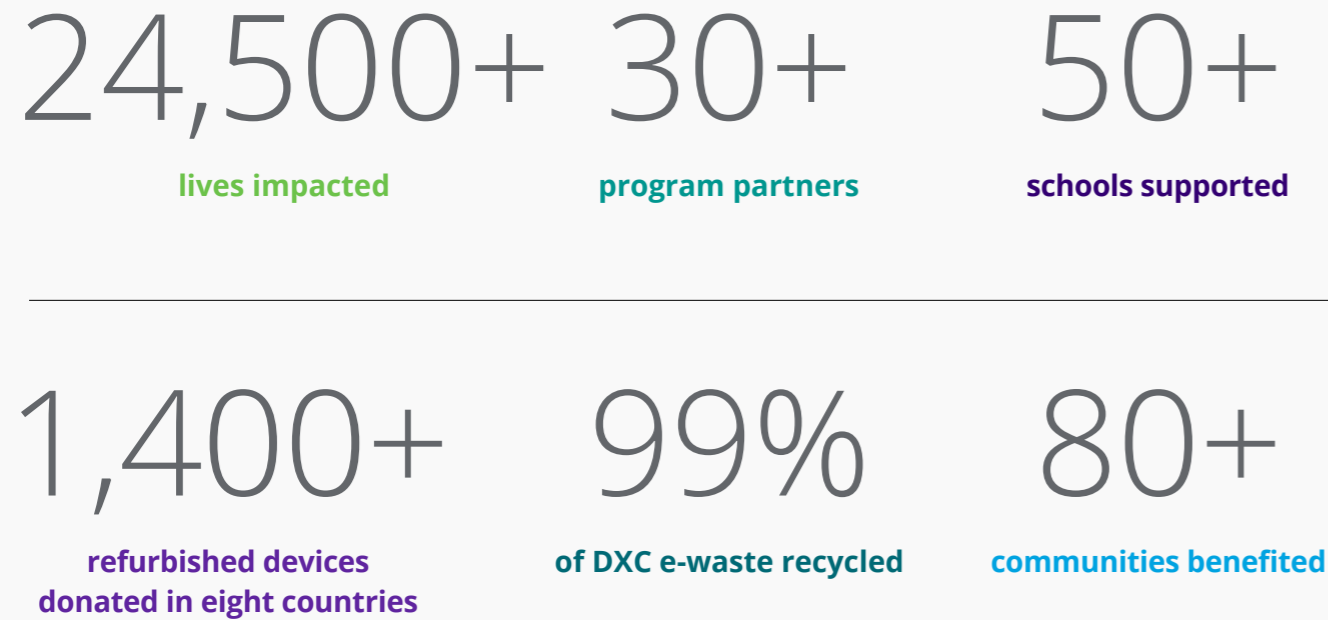 24,500+
lives impacted
30+
program partners
50+
schools supported
1,400+
refurbished devices
donated in eight countries
99%
of DXC e-waste recycled
80+
communities benefited